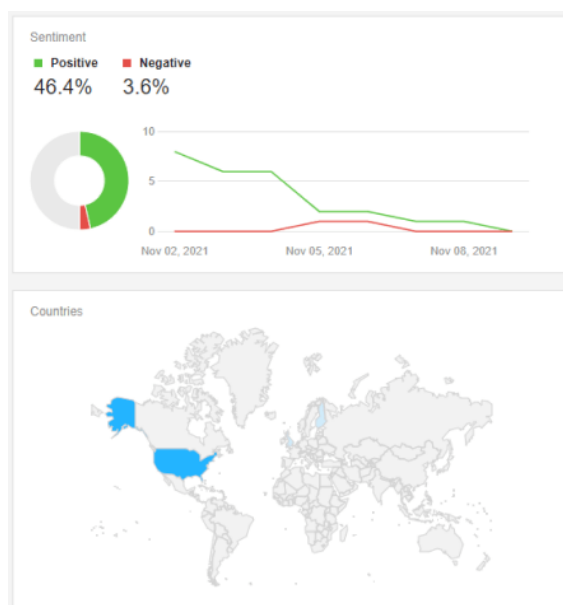 Sentiment
Positive Negative
46.4% 3.6%
10
5
0
Nov 02, 2021 Nov 05, 2021 Nov 08, 2021
Countries